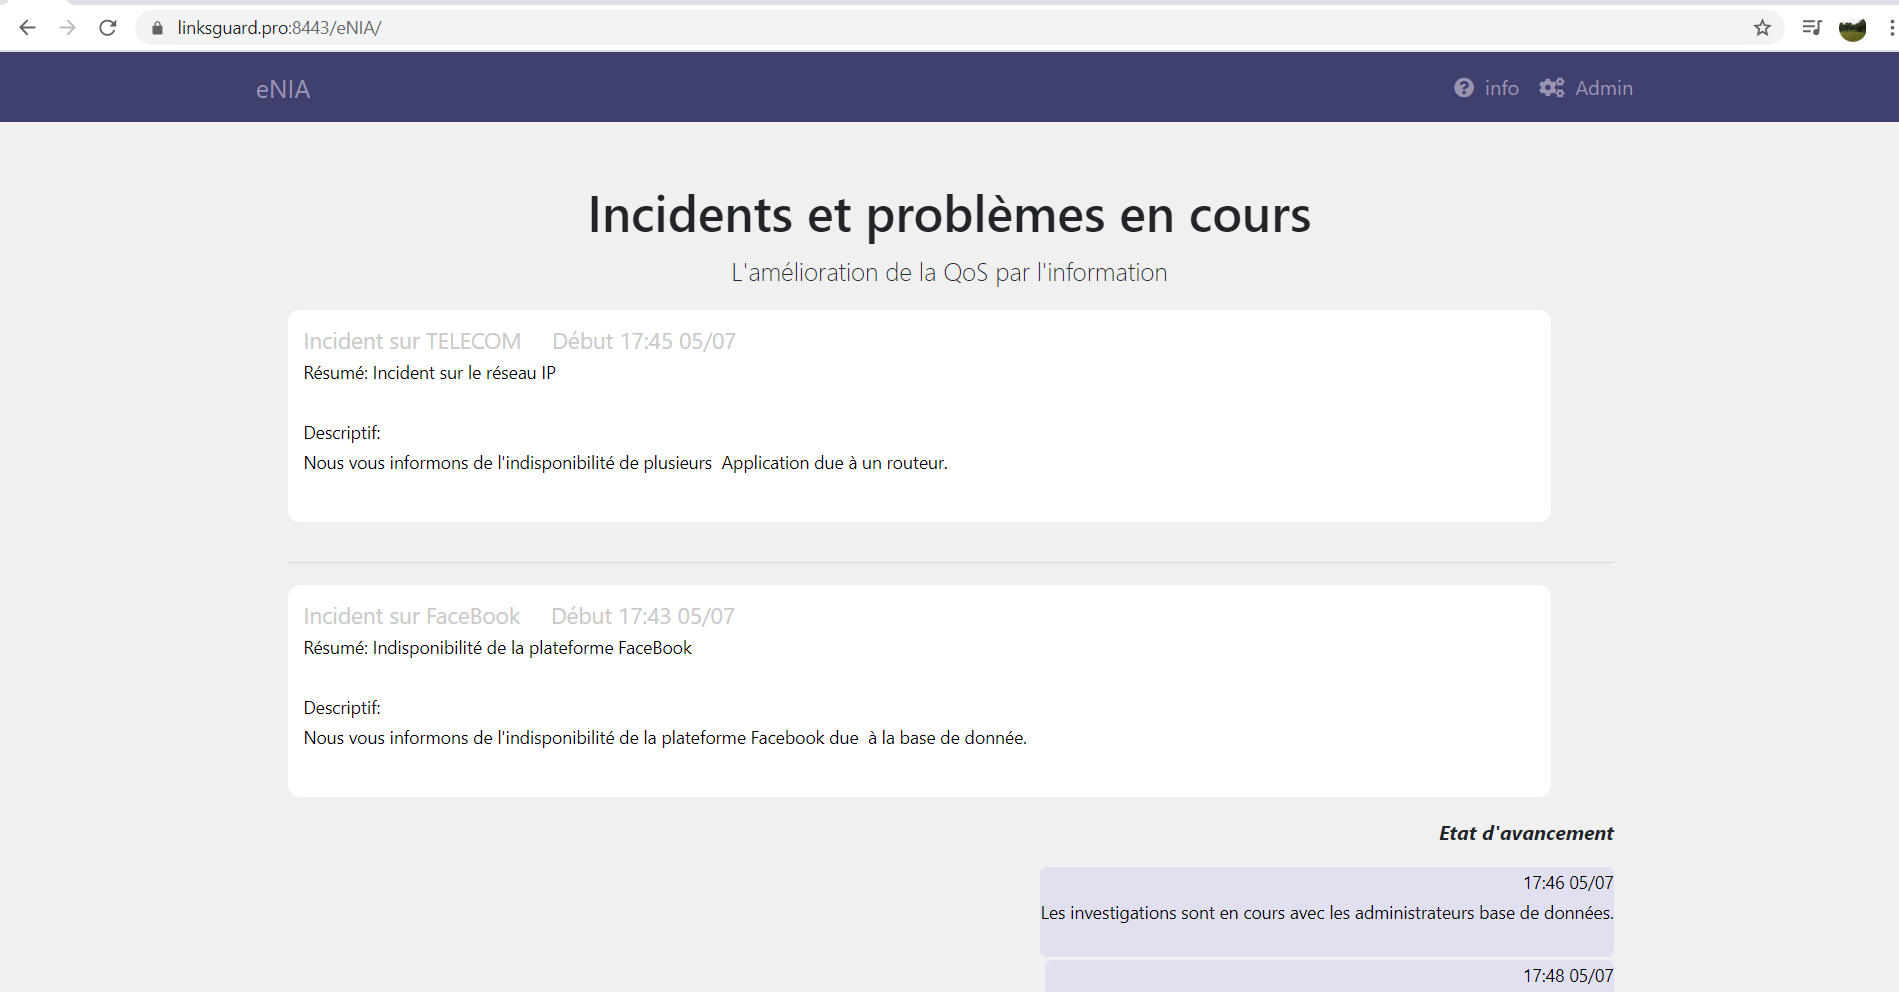 linksguard.pro:8443/eNIA/
eNIA
info Admin
Incidents et problèmes en cours
L'amélioration de la QoS par l'information
Incident sur TELECOM Début 17:45 05/07
Résumé: Incident sur le réseau IP
Descriptif:
Nous vous informons de l'indisponibilité de plusieurs Application due à un routeur.
Incident sur FaceBook Début 17:43 05/07
Résumé: Indisponibilité de la plateforme FaceBook
Descriptif:
Nous vous informons de l'indisponibilité de la plateforme Facebook due à la base de donnée.
Etat d'avancement
17:46 05/07
Les investigations sont en cours avec les administrateurs base de données.
17:48 05/07